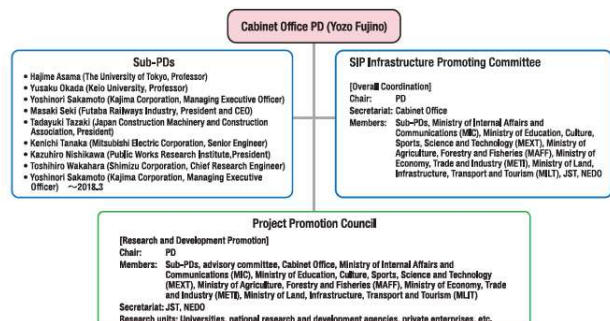 Cabinet Office PD (Yozo Fujino)
Sub-PDs
• Hajime Asama (The University of Tokyo, Professor)
• Yusaku Okada (Keio University, Professor)
• Yoshinori Sakamoto (Kajima Corporation, Managing Executive Officer)
• Masaki Seki (Futaba Railways Industry, President and CEO)
• Tadayuki Tazaki (Japan Construction Machinery and Construction
Association, President)
• Kenichi Tanaka (Mitsubishi Electric Corporation, Senior Engineer)
• Kazuhiro Nishikawa (Public Works Research Institute,President)
• Toshihiro Wakahara (Shimizu Corporation, Chief Research Engineer)
• Yoshinori Sakamoto (Kajima Corporation, Managing Executive
Officer) ～2018.3
SIP Infrastructure Promoting Committee
[Overall Coordination]
Chair: PD
Secretariat: Cabinet Office
Members: Sub-PDs, Ministry of Internal Affairs and
Communications (MIC), Ministry of Education, Culture,
Sports, Science and Technology (MEXT), Ministry of
Agriculture, Forestry and Fisheries (MAFF), Ministry of
Economy, Trade and Industry (METI), Ministry of Land,
Infrastructure, Transport and Tourism (MILT), JST, NEDO
Project Promotion Council
[Research and Development Promotion]
Chair: PD
Members: Sub-PDs, advisory committee, Cabinet Office, Ministry of Internal Affairs and
Communications (MIC), Ministry of Education, Culture, Sports, Science and Technology
(MEXT), Ministry of Agriculture, Forestry and Fisheries (MAFF), Ministry of Economy, Trade
and Industry (METI), Ministry of Land, Infrastructure, Transport and Tourism (MLIT)
Secretariat: JST, NEDO
Research units: Universities, national research and development agencies, private enterprises, etc.